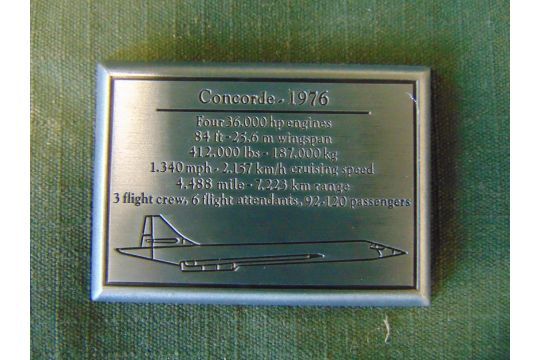 Concorde - 1976
Four 36.000 hp engines
84 ft - 25.6 m wingspan
412.000 lbs - 187.000 kg
1.340 mph - 2.157 km/h cruising speed
4.488 mile - 7.223 km range
3 flight crew, 6 flight attendants, 92-120 passengers